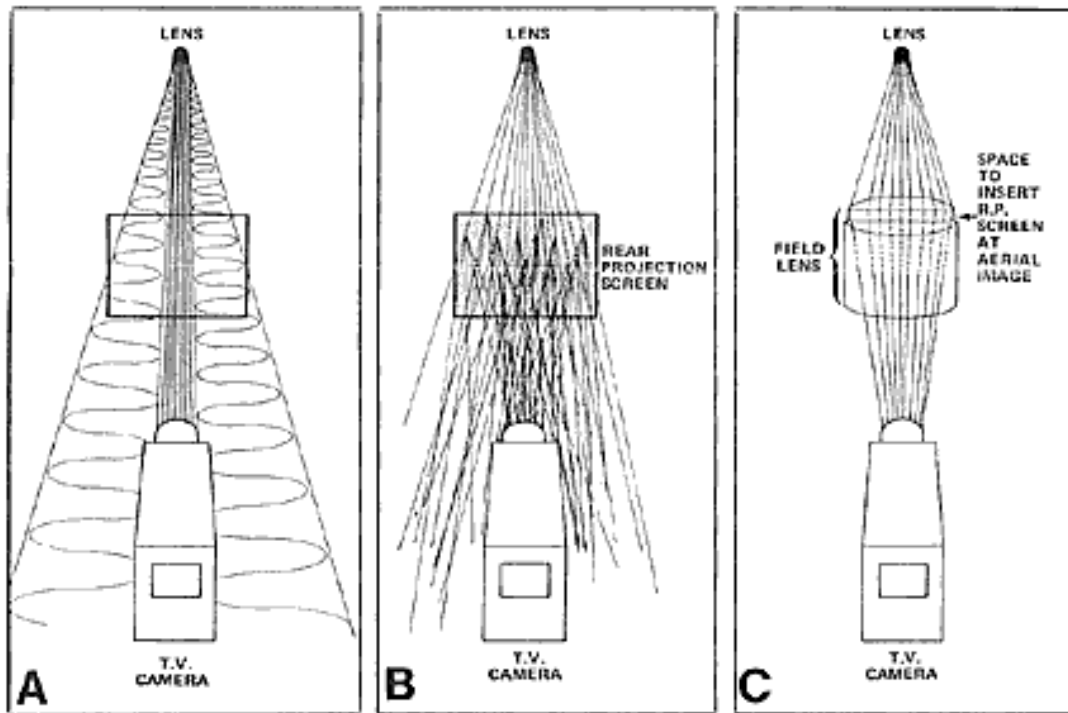 LENS
T.V.
CAMERA
A
LENS
REAR
PROJECTION
SCREEN
T.V.
CAMERA
B
LENS
SPACE
TO
INSERT
R.P.
SCREEN
AT
AERIAL
IMAGE
FIELD
LENS
T.V.
CAMERA
C